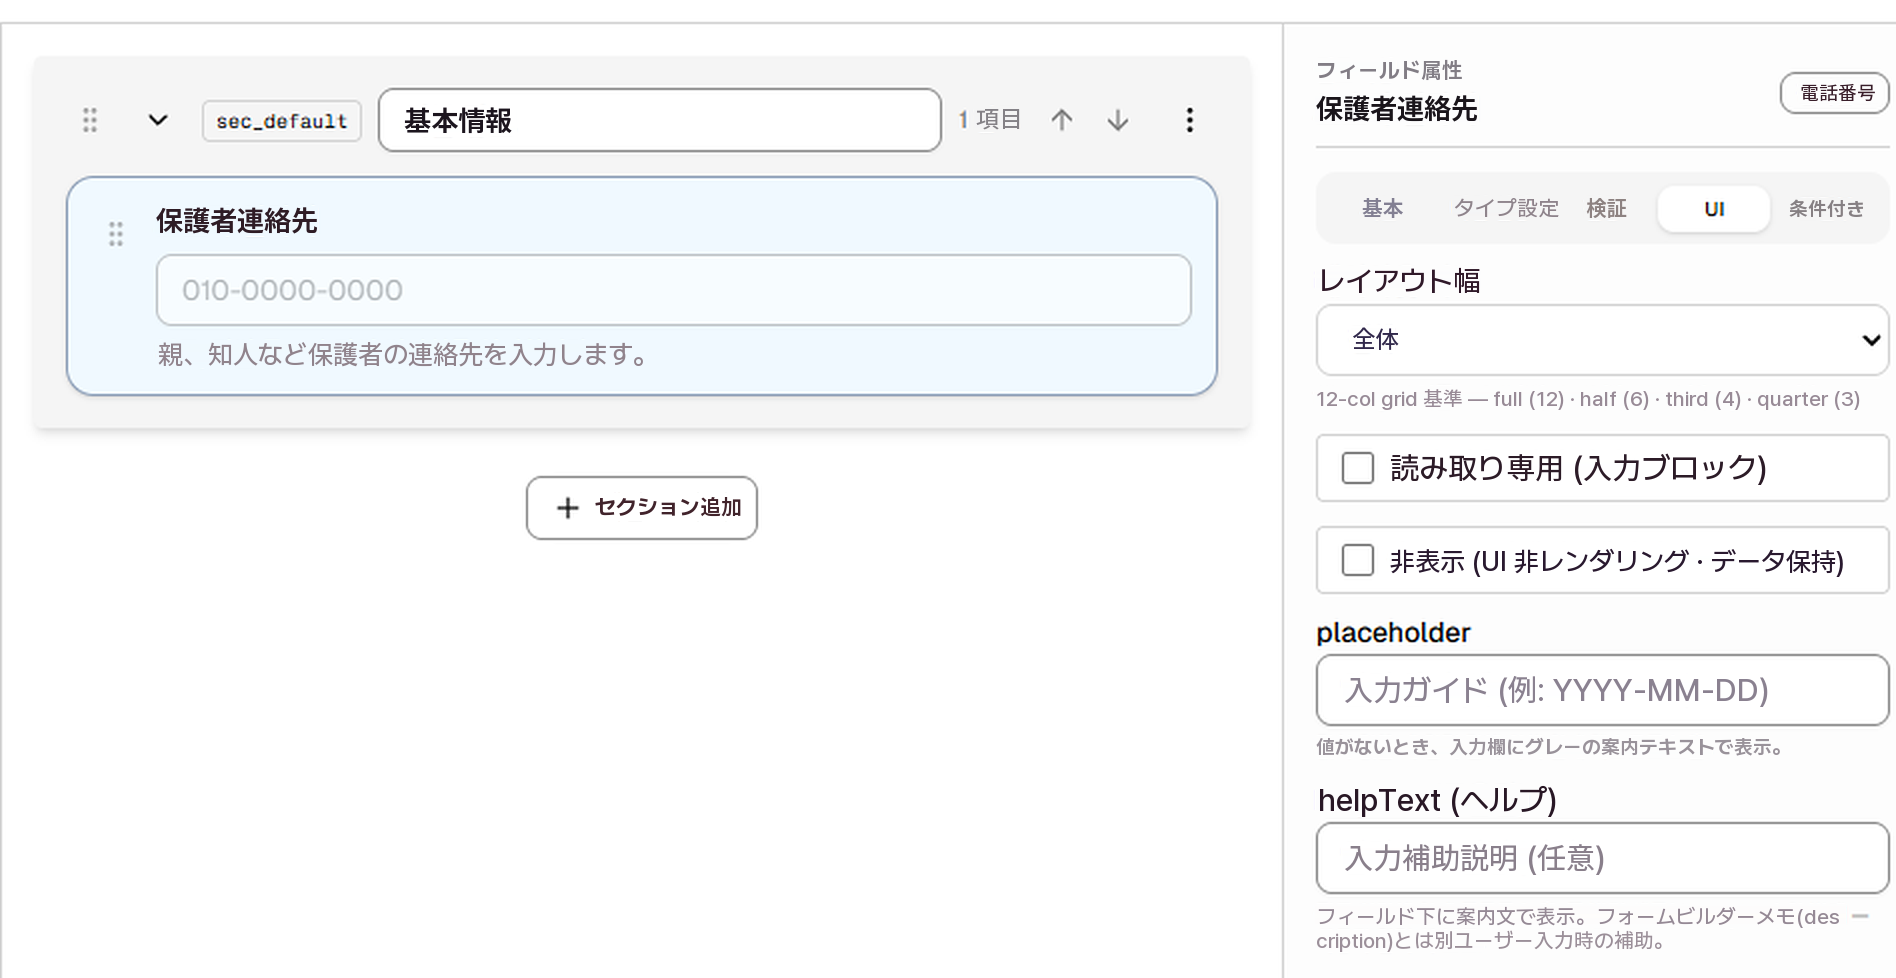 sec_default
基本情報
1 項目
保護者連絡先
010-0000-0000
親、知人など保護者の連絡先を入力します。
セクション追加
フィールド属性
保護者連絡先
電話番号
基本 タイプ設定 検証 UI 条件付き
レイアウト幅
全体
12-col grid 基準 — full (12) · half (6) · third (4) · quarter (3)
読み取り専用 (入力ブロック)
非表示 (UI 非レンダリング · データ保持)
placeholder
入力ガイド (例: YYYY-MM-DD)
値がないとき、入力欄にグレーの案内テキストで表示。
helpText (ヘルプ)
入力補助説明 (任意)
フィールド下に案内文で表示。フォームビルダーメモ(des
cription)とは別ユーザー入力時の補助。